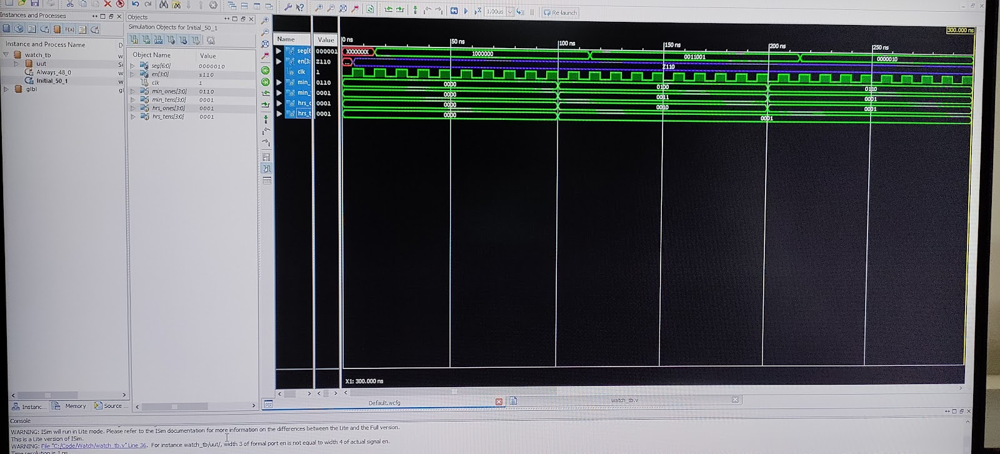 1.00us
Re-launch
Instances and Processes
Instance and Process Name
D
watch_tb
w
uut
Always_48_0
w
Initial_50_1
w
glbl
gl
Instanc...
Memory
Source ...
Objects
Simulation Objects for Initial_50_1
Object Name Value
seg[6:0] 0000010
en[3:0] z110
clk 1
min_ones[3:0] 0110
min_tens[3:0] 0001
hrs_ones[3:0] 0001
hrs_tens[3:0] 0001
Name Value
seg[6 000001
en[3: z110
clk 1
min_ 0110
min_ 0001
hrs_ 0001
hrs_t 0001
300.000 ns
0 ns 50 ns 100 ns 150 ns 200 ns 250 ns
XXXXXXX 1000000 0011001 0000010
... Z110
0000 0100 0110
0000 0011 0001
0000 0010 0001
0000 0001
X1: 300.000 ns
Default.wcfg
watch_tb.v
Console
WARNING: ISim will run in Lite mode. Please refer to the ISim documentation for more information on the differences between the Lite and the Full version.
This is a Lite version of ISim.
WARNING: File "C:/Code/Watch/watch_tb.v" Line 36. For instance watch_tb/uut/, width 3 of formal port en is not equal to width 4 of actual signal en.
Time resolution is 1 ps